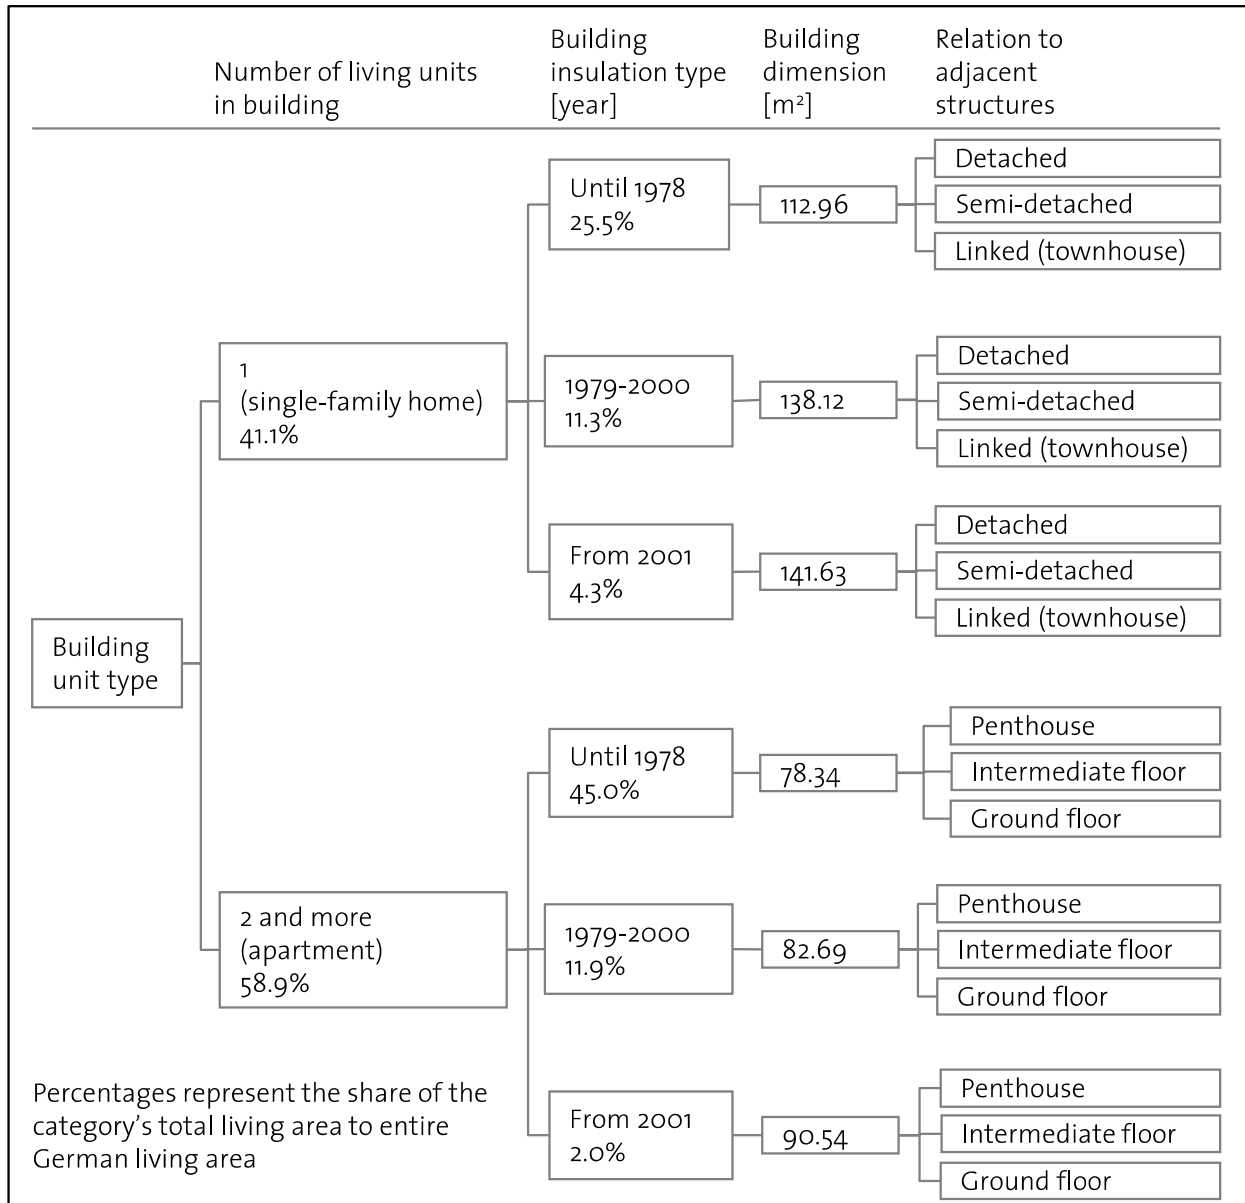 Number of living units
in building
Building
insulation type
[year]
Building
dimension
[m²]
Relation to
adjacent
structures
Building
unit type
1
(single-family home)
41.1%
Until 1978
25.5%
112.96
Detached
Semi-detached
Linked (townhouse)
1979-2000
11.3%
138.12
Detached
Semi-detached
Linked (townhouse)
From 2001
4.3%
141.63
Detached
Semi-detached
Linked (townhouse)
2 and more
(apartment)
58.9%
Until 1978
45.0%
78.34
Penthouse
Intermediate floor
Ground floor
1979-2000
11.9%
82.69
Penthouse
Intermediate floor
Ground floor
From 2001
2.0%
90.54
Penthouse
Intermediate floor
Ground floor
Percentages represent the share of the
category’s total living area to entire
German living area